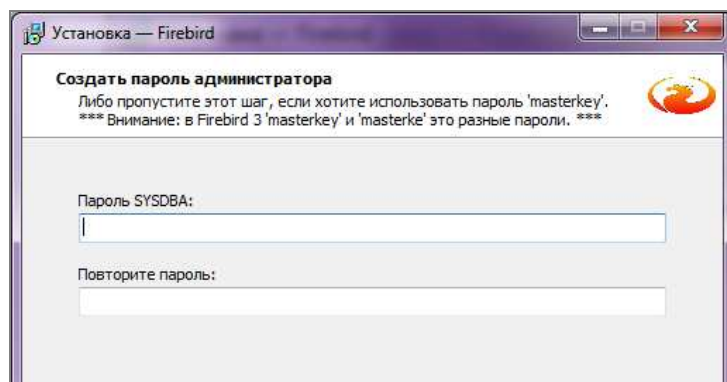 Установка — Firebird
Создать пароль администратора
Либо пропустите этот шаг, если хотите использовать пароль 'masterkey'.
*** Внимание: в Firebird 3 'masterkey' и 'masterke' это разные пароли. ***
Пароль SYSDBA:
Повторите пароль: